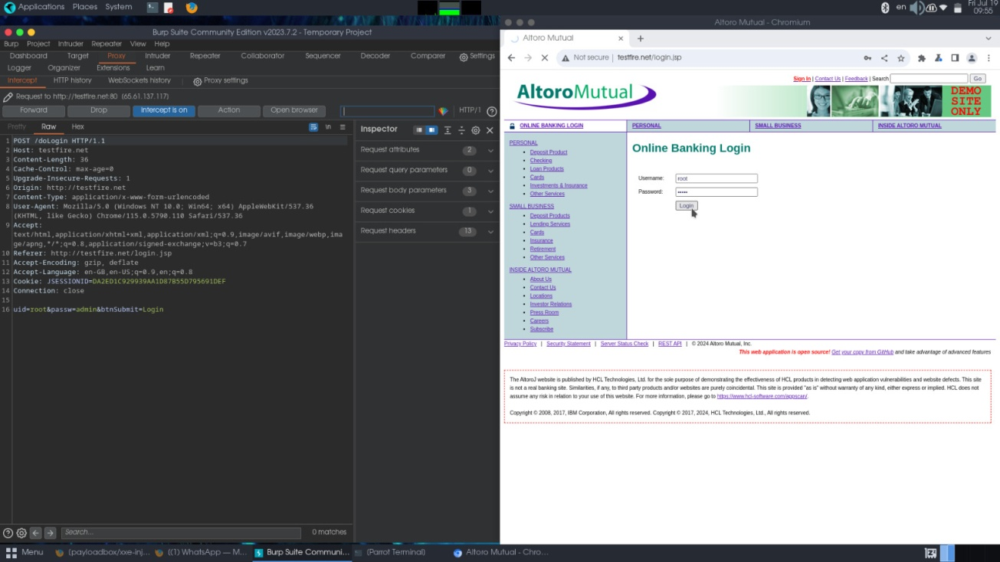 Applications Places System
en Fri Jul 19
09:55
Burp Suite Community Edition v2023.7.2 - Temporary Project
Burp Project Intruder Repeater View Help
Dashboard Target Proxy Intruder Repeater Collaborator Sequencer Decoder Comparer Settings
Logger Organizer Extensions Learn
Intercept HTTP history WebSockets history Proxy settings
Request to http://testfire.net:80 (65.61.137.117)
Forward Drop Intercept is on Action Open browser HTTP/1
Pretty Raw Hex \n
1 POST /doLogin HTTP/1.1
2 Host: testfire.net
3 Content-Length: 36
4 Cache-Control: max-age=0
5 Upgrade-Insecure-Requests: 1
6 Origin: http://testfire.net
7 Content-Type: application/x-www-form-urlencoded
8 User-Agent: Mozilla/5.0 (Windows NT 10.0; Win64; x64) AppleWebKit/537.36
(KHTML, like Gecko) Chrome/115.0.5790.110 Safari/537.36
9 Accept:
text/html,application/xhtml+xml,application/xml;q=0.9,image/avif,image/webp,ima
ge/apng,*/*;q=0.8,application/signed-exchange;v=b3;q=0.7
10 Referer: http://testfire.net/login.jsp
11 Accept-Encoding: gzip, deflate
12 Accept-Language: en-GB,en-US;q=0.9,en;q=0.8
13 Cookie: JSESSIONID=DA2ED1C929939AA1D87B55D795691DEF
14 Connection: close
15
16 uid=root&passw=admin&btnSubmit=Login
Inspector
Request attributes 2
Request query parameters 0
Request body parameters 3
Request cookies 1
Request headers 13
Search... 0 matches
Altoro Mutual - Chromium
Altoro Mutual
Not secure | testfire.net/login.jsp
Sign In | Contact Us | Feedback | Search Go
AltoroMutual
DEMO
SITE
ONLY
ONLINE BANKING LOGIN PERSONAL SMALL BUSINESS INSIDE ALTORO MUTUAL
PERSONAL
Deposit Product
Checking
Loan Products
Cards
Investments & Insurance
Other Services
SMALL BUSINESS
Deposit Products
Lending Services
Cards
Insurance
Retirement
Other Services
INSIDE ALTORO MUTUAL
About Us
Contact Us
Locations
Investor Relations
Press Room
Careers
Subscribe
Online Banking Login
Username: root
Password: •••••
Login
Privacy Policy | Security Statement | Server Status Check | REST API | © 2024 Altoro Mutual, Inc.
This web application is open source! Get your copy from GitHub and take advantage of advanced features
The AltoroJ website is published by HCL Technologies, Ltd. for the sole purpose of demonstrating the effectiveness of HCL products in detecting web application vulnerabilities and website defects. This site
is not a real banking site. Similarities, if any, to third party products and/or websites are purely coincidental. This site is provided "as is" without warranty of any kind, either express or implied. HCL does not
assume any risk in relation to your use of this website. For more information, please go to https://www.hcl-software.com/appscan/.
Copyright © 2008, 2017, IBM Corporation, All rights reserved. Copyright © 2017, 2024, HCL Technologies, Ltd., All rights reserved.
Menu [payloadbox/xxe-inj... ((1) WhatsApp — M... Burp Suite Communi... [Parrot Terminal] Altoro Mutual - Chro...